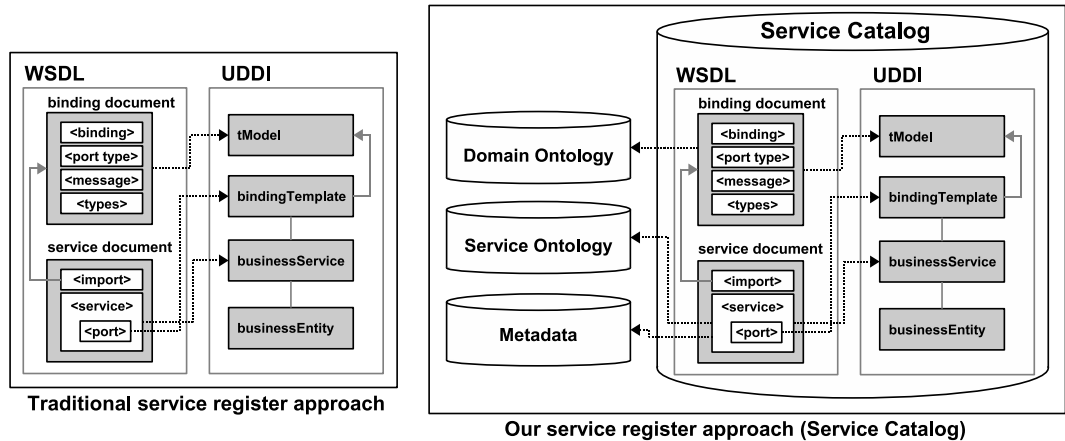 WSDL
UDDI
binding document
<binding>
<port type>
<message>
<types>
tModel
bindingTemplate
service document
<import>
<service>
<port>
businessService
businessEntity
Traditional service register approach
Service Catalog
Domain Ontology
Service Ontology
Metadata
WSDL
UDDI
binding document
<binding>
<port type>
<message>
<types>
tModel
bindingTemplate
service document
<import>
<service>
<port>
businessService
businessEntity
Our service register approach (Service Catalog)